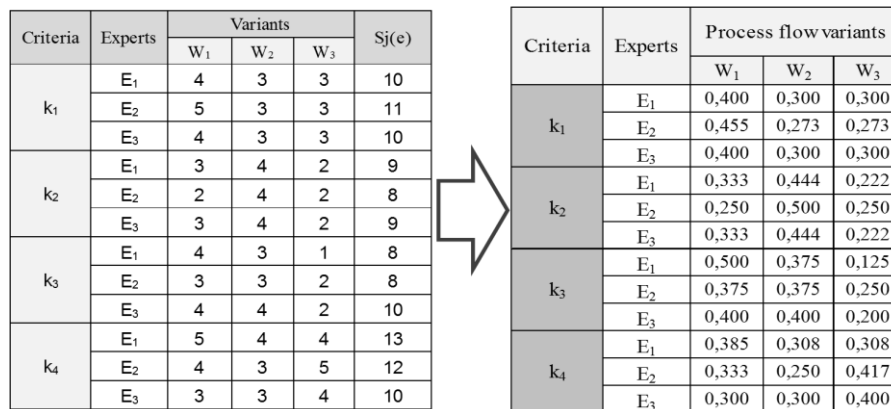 Criteria Experts Variants Sj(e)
W₁ W₂ W₃
k₁ E₁ 4 3 3 10
E₂ 5 3 3 11
E₃ 4 3 3 10
k₂ E₁ 3 4 2 9
E₂ 2 4 2 8
E₃ 3 4 2 9
k₃ E₁ 4 3 1 8
E₂ 3 3 2 8
E₃ 4 4 2 10
k₄ E₁ 5 4 4 13
E₂ 4 3 5 12
E₃ 3 3 4 10
Criteria Experts Process flow variants
W₁ W₂ W₃
k₁ E₁ 0,400 0,300 0,300
E₂ 0,455 0,273 0,273
E₃ 0,400 0,300 0,300
k₂ E₁ 0,333 0,444 0,222
E₂ 0,250 0,500 0,250
E₃ 0,333 0,444 0,222
k₃ E₁ 0,500 0,375 0,125
E₂ 0,375 0,375 0,250
E₃ 0,400 0,400 0,200
k₄ E₁ 0,385 0,308 0,308
E₂ 0,333 0,250 0,417
E₃ 0,300 0,300 0,400